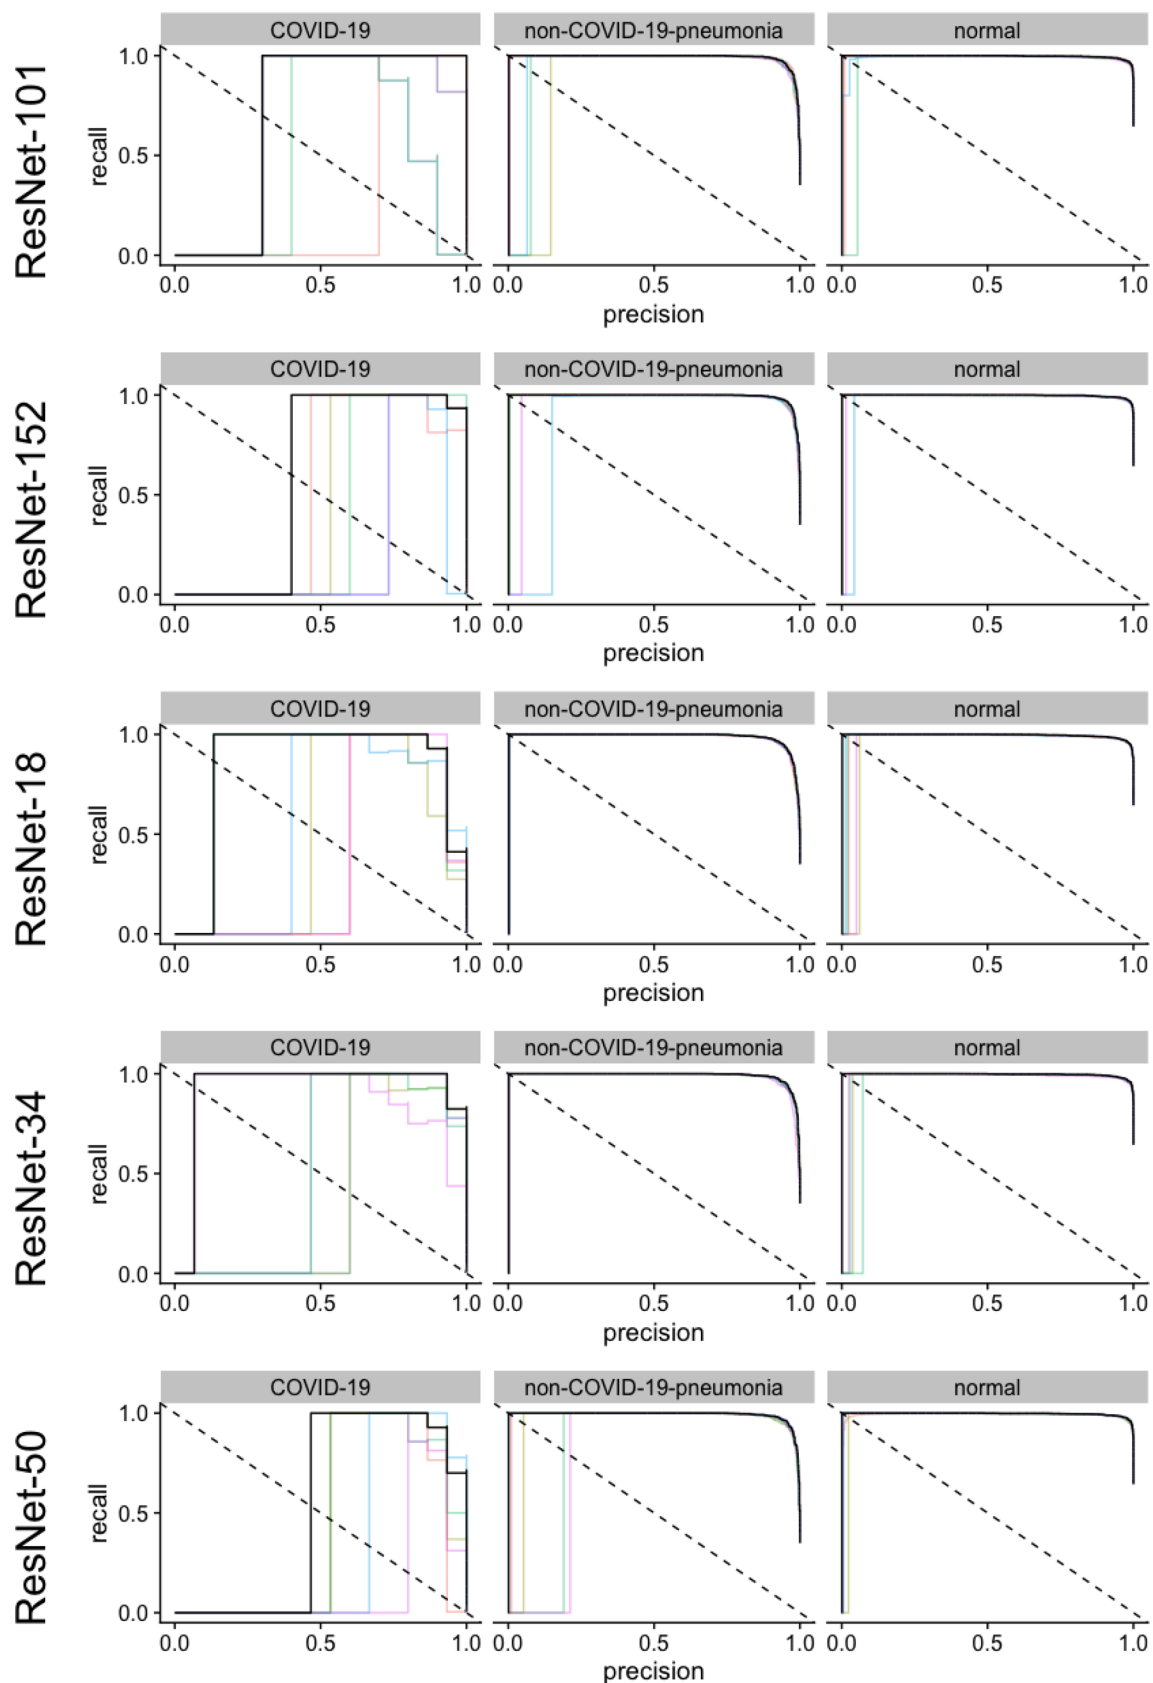 ResNet-101
COVID-19 non-COVID-19-pneumonia normal
recall
1.0
0.5
0.0
0.0 0.5 1.0 0.0 0.5 1.0 0.0 0.5 1.0
precision
ResNet-152
COVID-19 non-COVID-19-pneumonia normal
recall
1.0
0.5
0.0
0.0 0.5 1.0 0.0 0.5 1.0 0.0 0.5 1.0
precision
ResNet-18
COVID-19 non-COVID-19-pneumonia normal
recall
1.0
0.5
0.0
0.0 0.5 1.0 0.0 0.5 1.0 0.0 0.5 1.0
precision
ResNet-34
COVID-19 non-COVID-19-pneumonia normal
recall
1.0
0.5
0.0
0.0 0.5 1.0 0.0 0.5 1.0 0.0 0.5 1.0
precision
ResNet-50
COVID-19 non-COVID-19-pneumonia normal
recall
1.0
0.5
0.0
0.0 0.5 1.0 0.0 0.5 1.0 0.0 0.5 1.0
precision